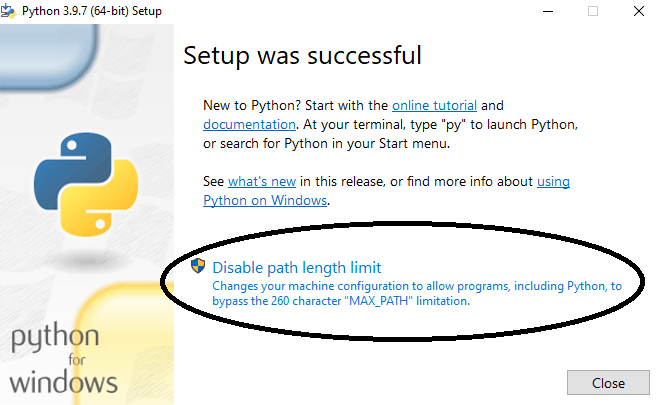 Python 3.9.7 (64-bit) Setup
Setup was successful
New to Python? Start with the online tutorial and
documentation. At your terminal, type "py" to launch Python,
or search for Python in your Start menu.
See what's new in this release, or find more info about using
Python on Windows.
Disable path length limit
Changes your machine configuration to allow programs, including Python, to
bypass the 260 character "MAX_PATH" limitation.
python
for
windows
Close